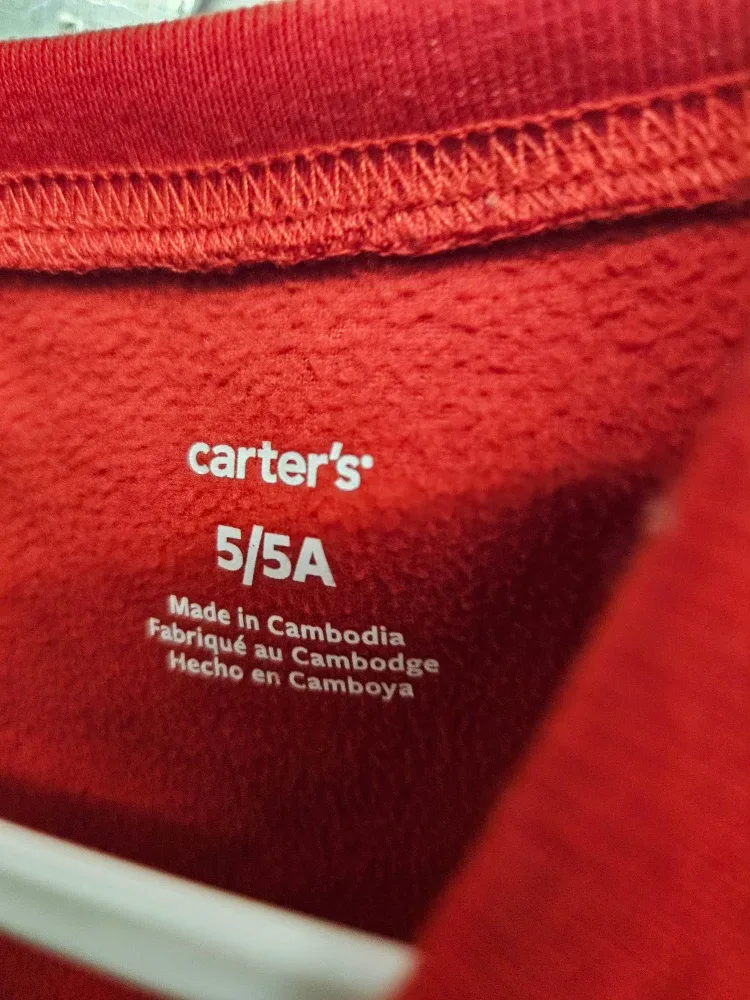 carter's
5/5A
Made in Cambodia
Fabriqué au Cambodge
Hecho en Camboya